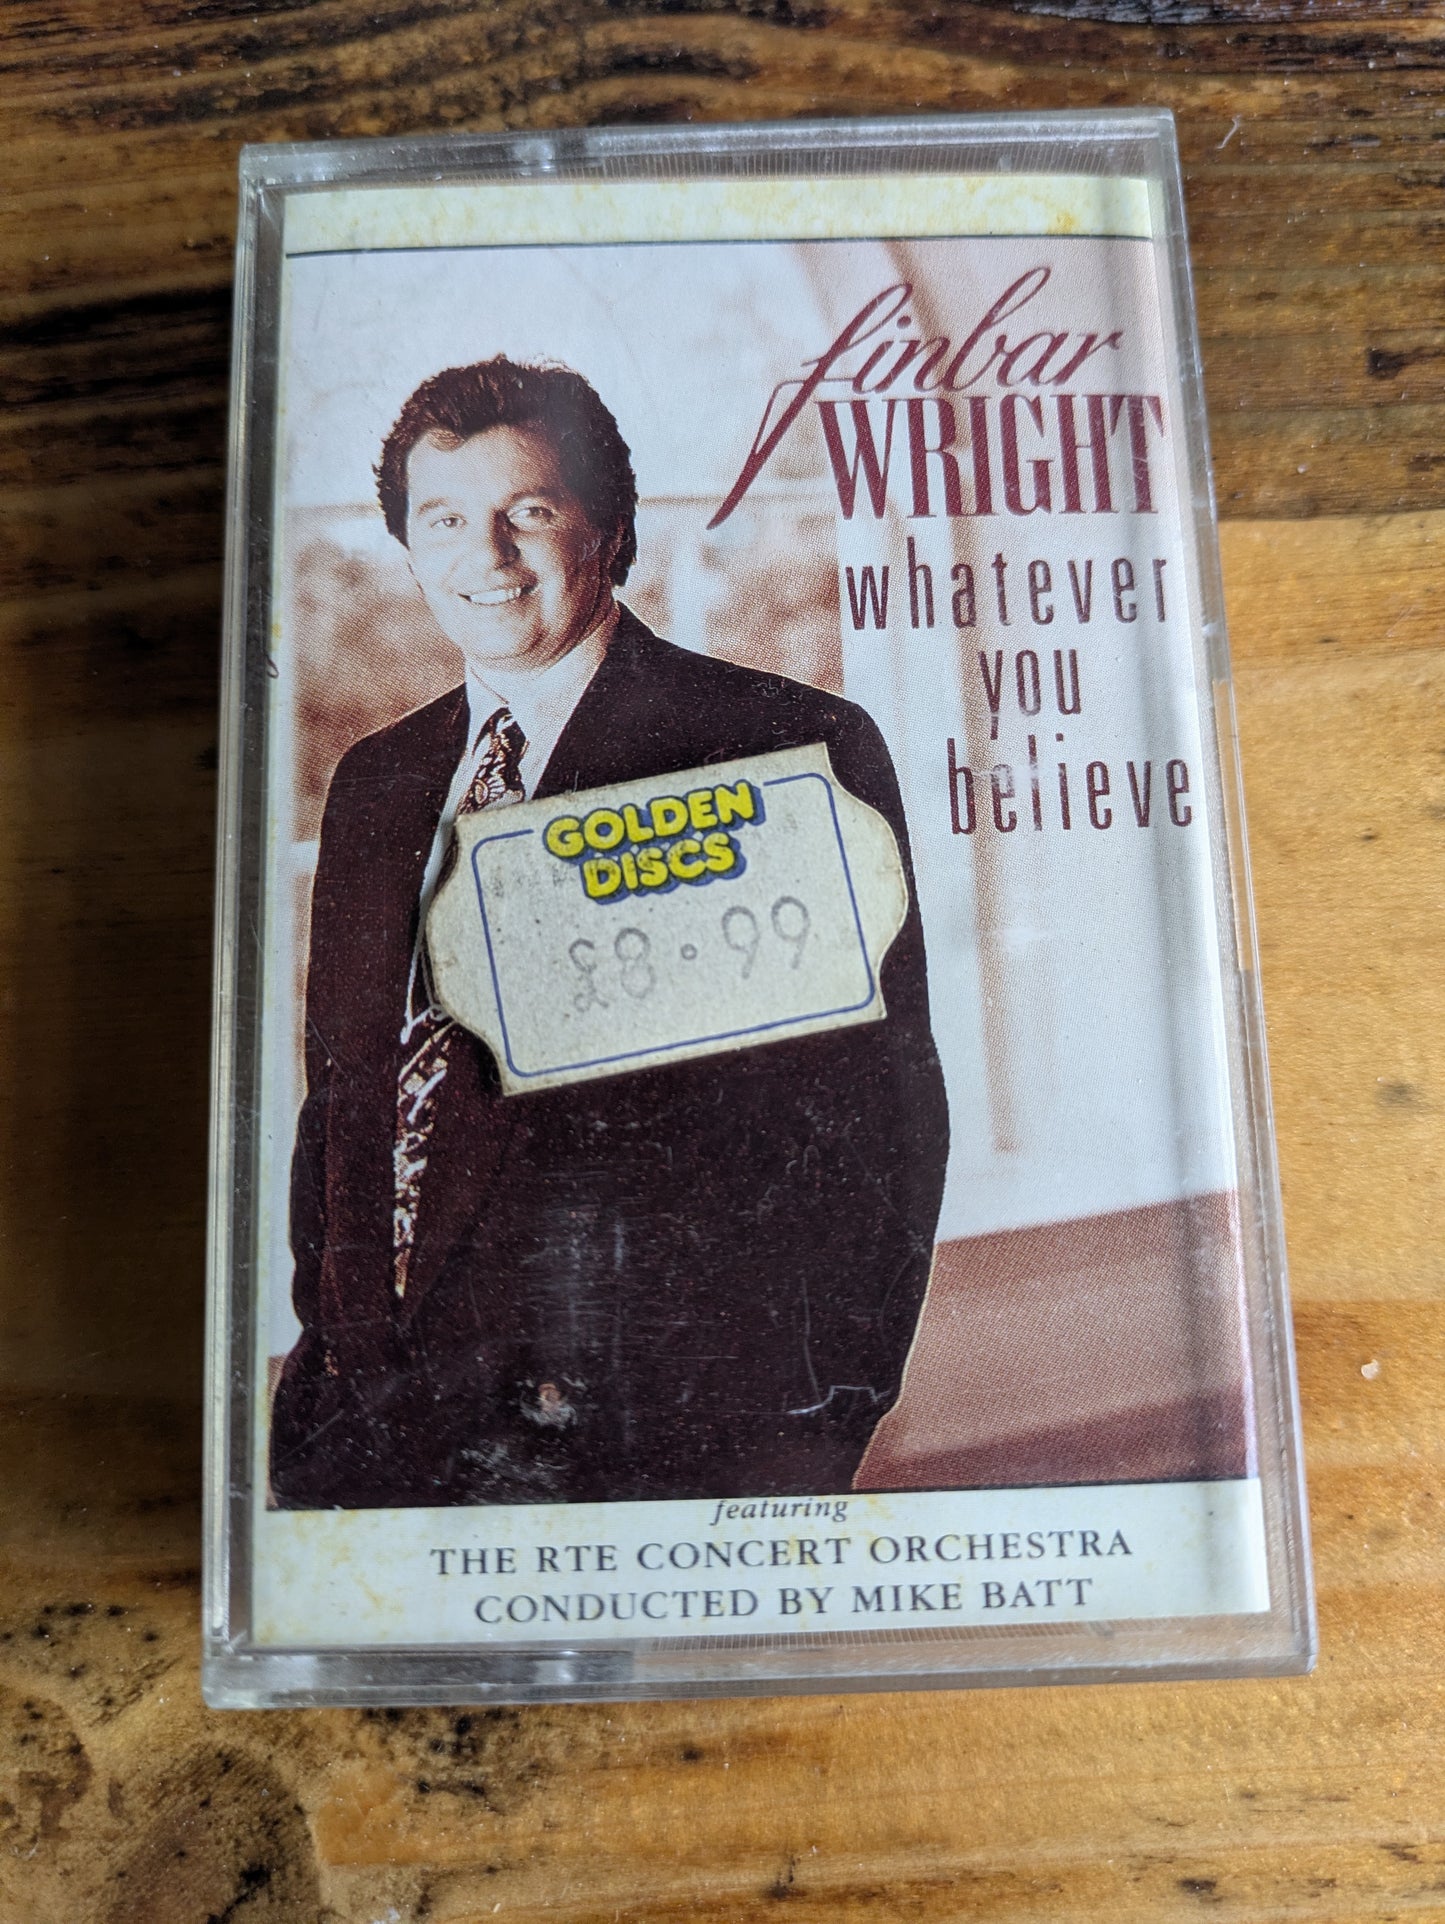 finbar
WRIGHT
whatever
you
believe
GOLDEN
DISCS
£8.99
featuring
THE RTE CONCERT ORCHESTRA
CONDUCTED BY MIKE BATT